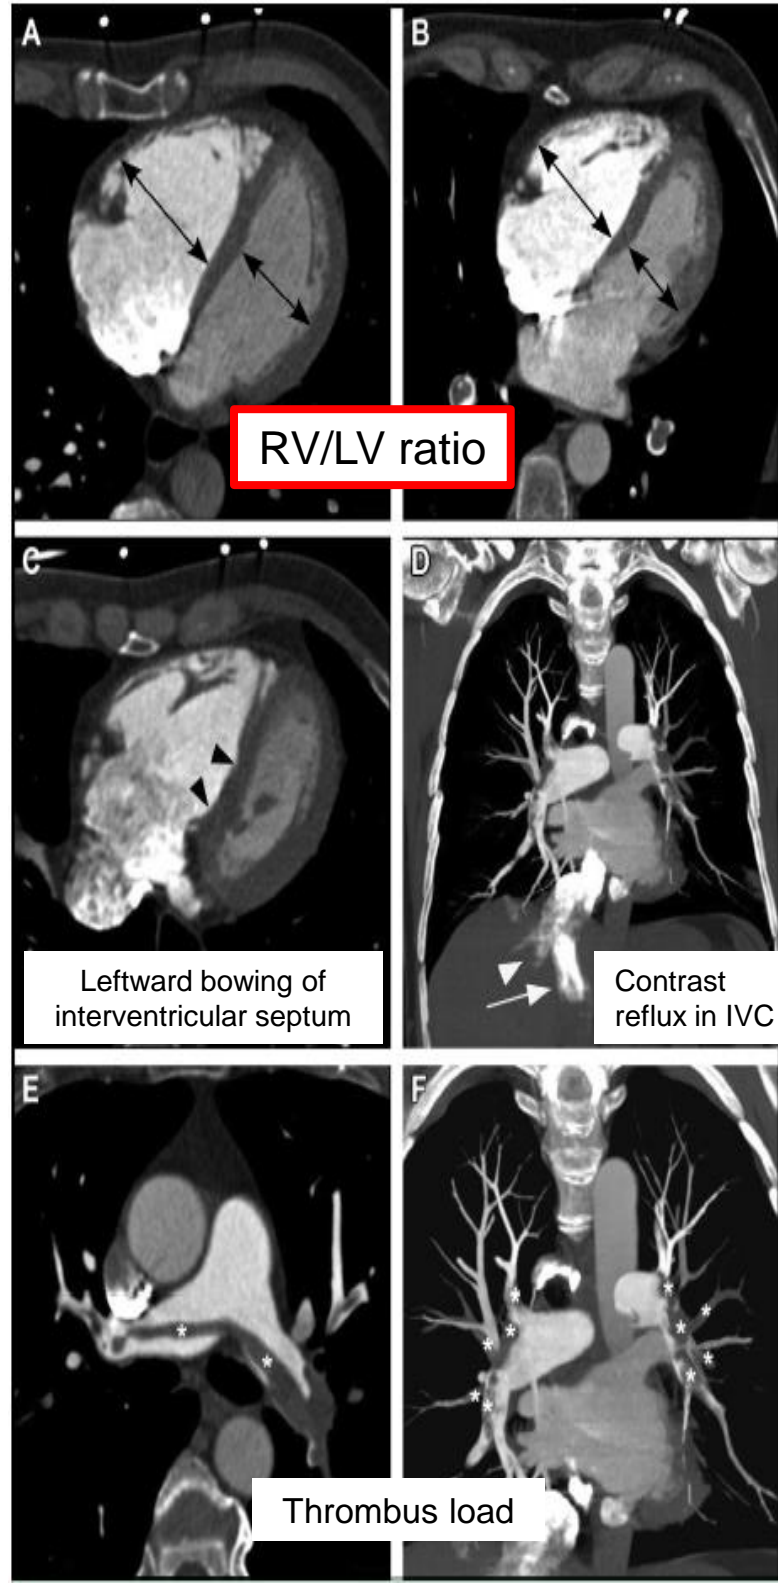 A
B
RV/LV ratio
C
D
Leftward bowing of
interventricular septum
Contrast
reflux in IVC
E
F
* *
* * * * * * * * * *
Thrombus load